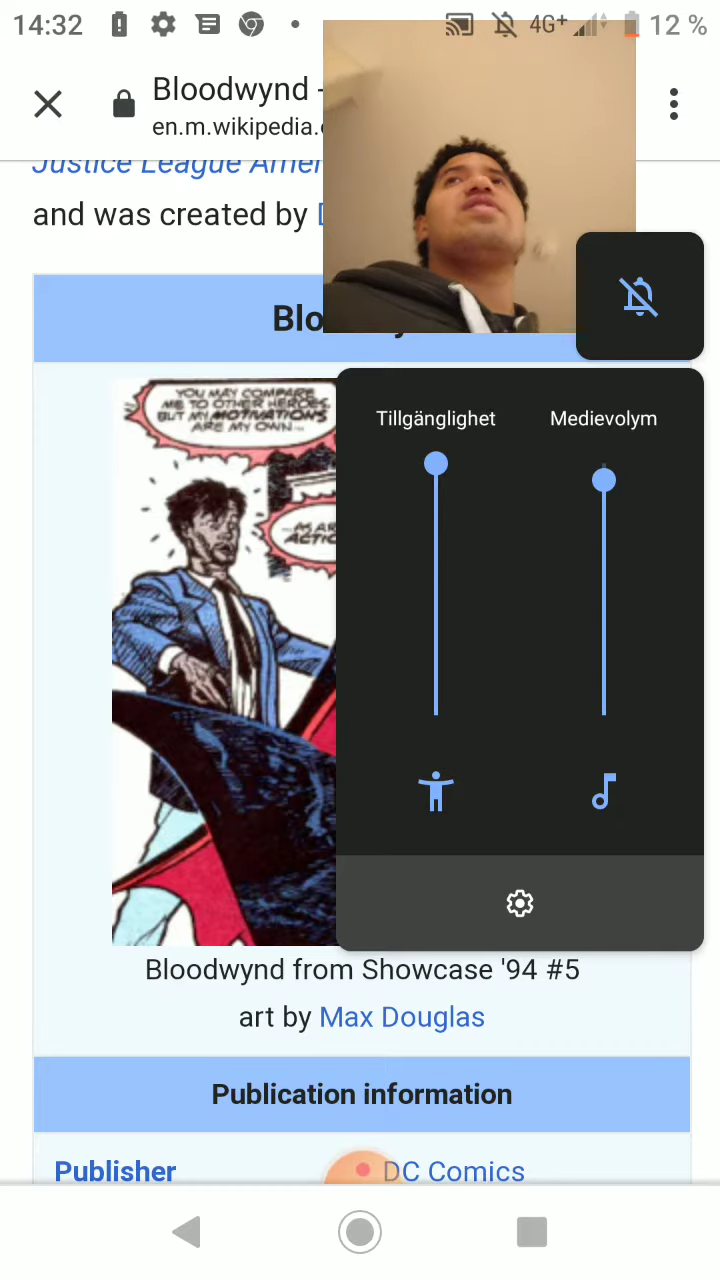 14:32 4G+ 12 %
Bloodwynd -
en.m.wikipedia.
Justice League
and was created by
Tillgänglighet Medievolym
YOU MAY COMPARE
ME TO OTHER HEROES,
BUT MY MOTIVATIONS
ARE MY OWN...
Bloodwynd from Showcase '94 #5
art by Max Douglas
Publication information
Publisher DC Comics